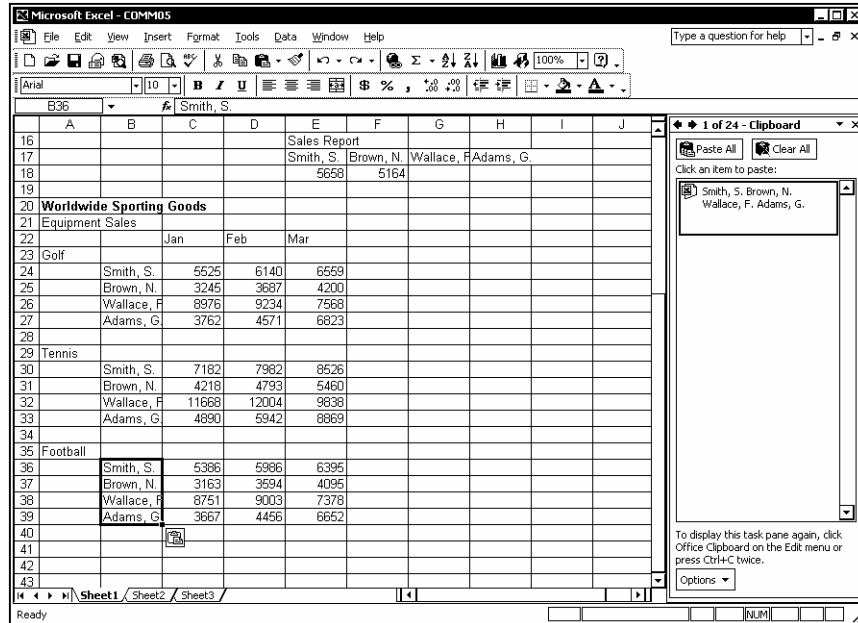 Microsoft Excel - COMM05
File Edit View Insert Format Tools Data Window Help
Type a question for help
100%
Arial 10 B I U $ % ,
B36 fx Smith, S.
A B C D E F G H I J
16 Sales Report
17 Smith, S. Brown, N. Wallace, F Adams, G.
18 5658 5164
19
20 Worldwide Sporting Goods
21 Equipment Sales
22 Jan Feb Mar
23 Golf
24 Smith, S. 5525 6140 6559
25 Brown, N. 3245 3687 4200
26 Wallace, F 8976 9234 7568
27 Adams, G. 3762 4571 6823
28
29 Tennis
30 Smith, S. 7182 7982 8526
31 Brown, N. 4218 4793 5460
32 Wallace, F 11668 12004 9838
33 Adams, G. 4890 5942 8869
34
35 Football
36 Smith, S. 5386 5986 6395
37 Brown, N. 3163 3594 4095
38 Wallace, F 8751 9003 7378
39 Adams, G 3667 4456 6652
40
41
42
43
Sheet1 Sheet2 Sheet3
Ready
NUM
1 of 24 - Clipboard
Paste All Clear All
Click an item to paste:
Smith, S. Brown, N.
Wallace, F. Adams, G.
To display this task pane again, click
Office Clipboard on the Edit menu or
press Ctrl+C twice.
Options